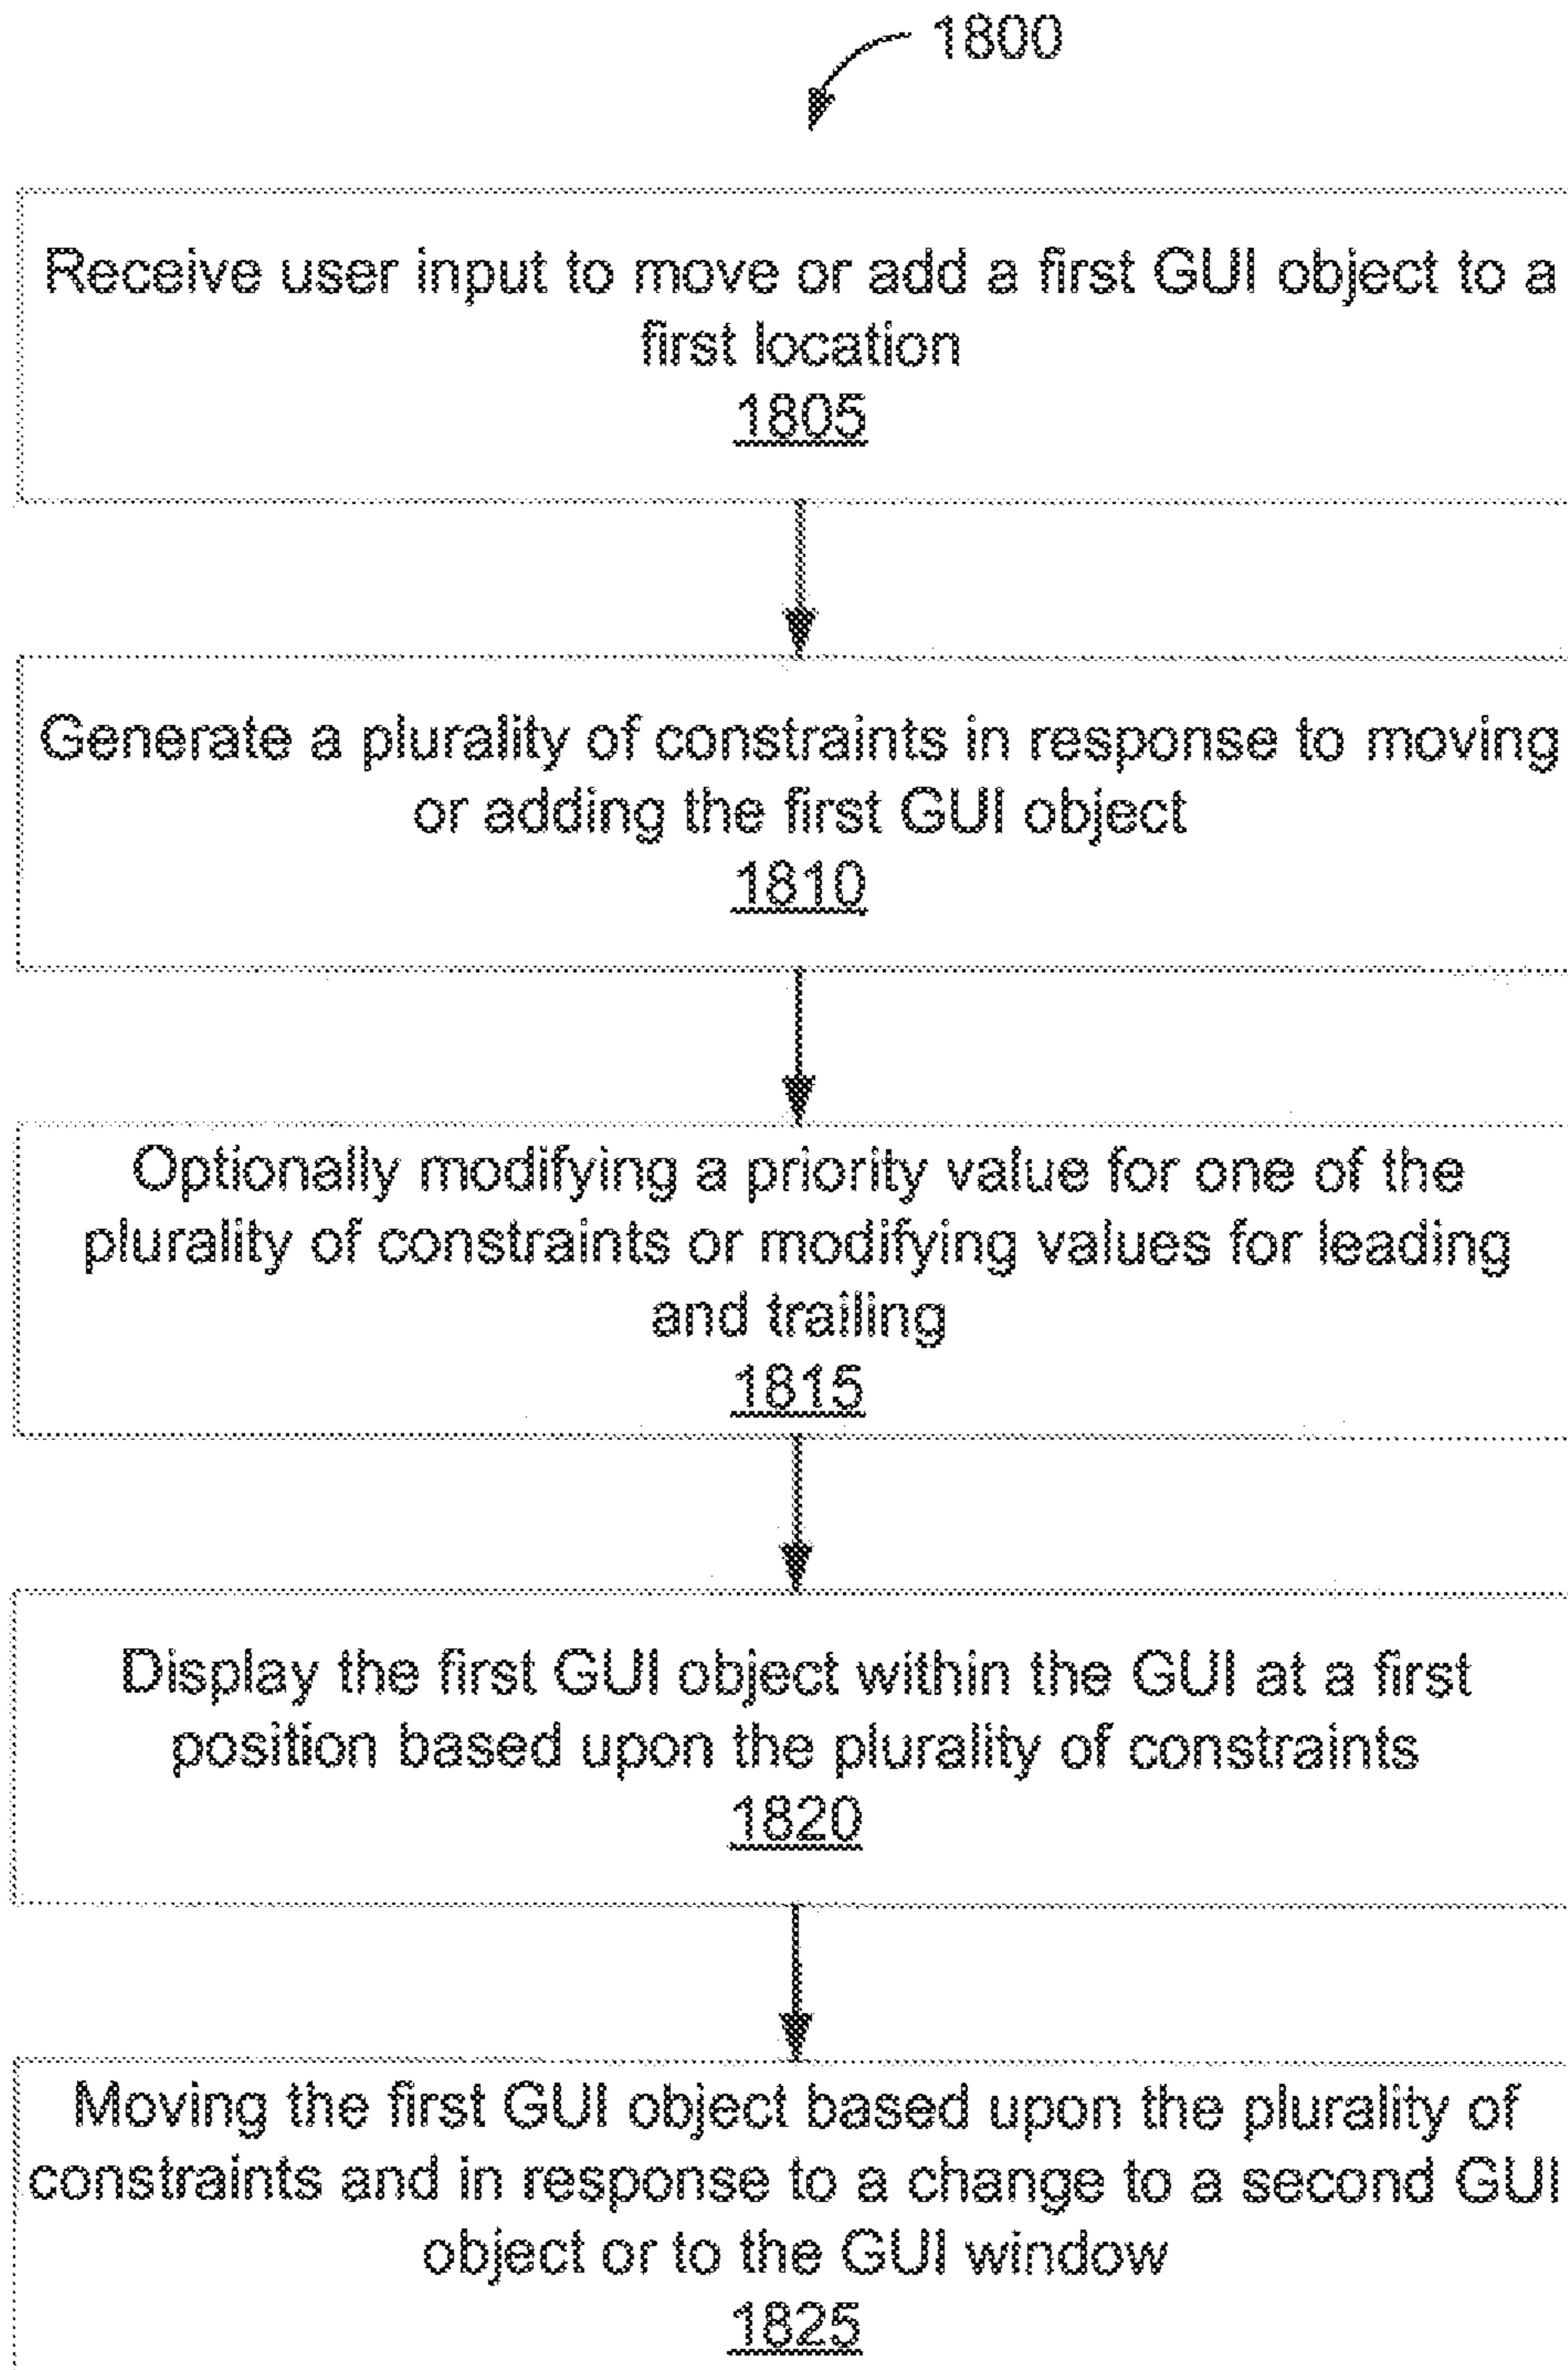 1800
Receive user input to move or add a first GUI object to a
first location
1805
Generate a plurality of constraints in response to moving
or adding the first GUI object
1810
Optionally modifying a priority value for one of the
plurality of constraints or modifying values for leading
and trailing
1815
Display the first GUI object within the GUI at a first
position based upon the plurality of constraints
1820
Moving the first GUI object based upon the plurality of
constraints and in response to a change to a second GUI
object or to the GUI window
1825